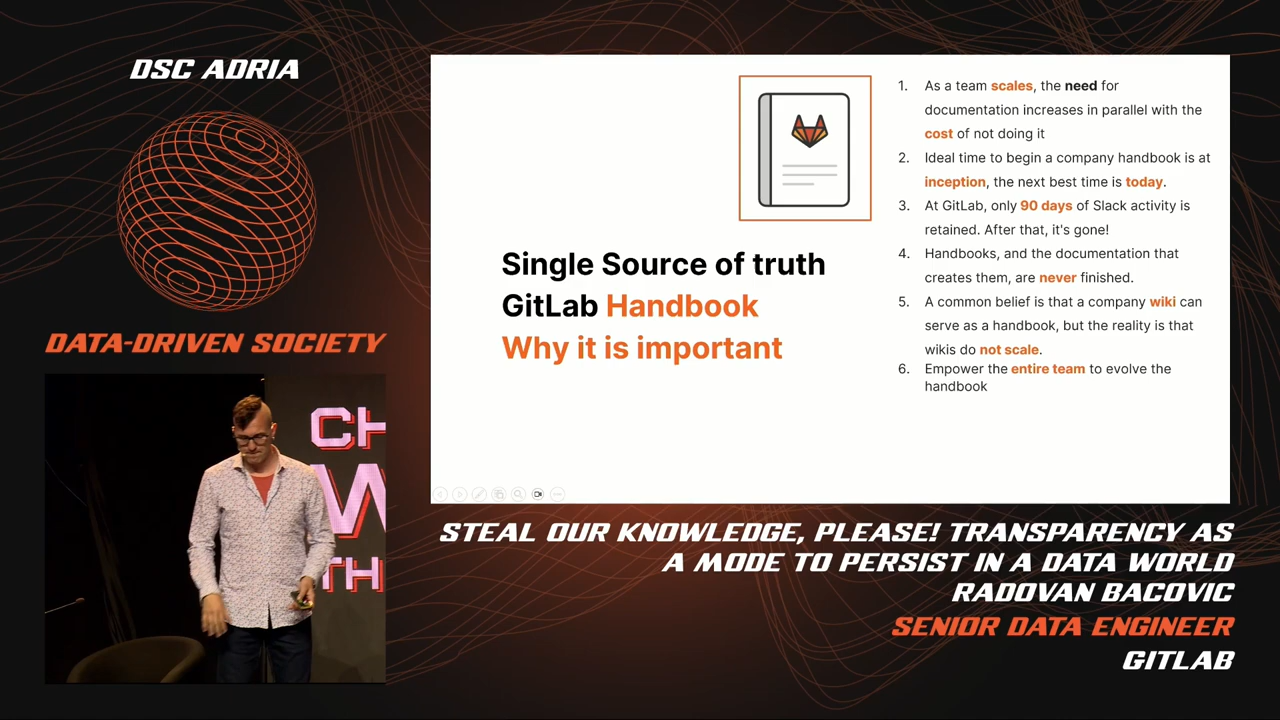 DSC ADRIA
DATA-DRIVEN SOCIETY
CH
W
TH
Single Source of truth
GitLab Handbook
Why it is important
1. As a team scales, the need for
documentation increases in parallel with the
cost of not doing it
2. Ideal time to begin a company handbook is at
inception, the next best time is today.
3. At GitLab, only 90 days of Slack activity is
retained. After that, it's gone!
4. Handbooks, and the documentation that
creates them, are never finished.
5. A common belief is that a company wiki can
serve as a handbook, but the reality is that
wikis do not scale.
6. Empower the entire team to evolve the
handbook
STEAL OUR KNOWLEDGE, PLEASE! TRANSPARENCY AS
A MODE TO PERSIST IN A DATA WORLD
RADOVAN BACOVIC
SENIOR DATA ENGINEER
GITLAB